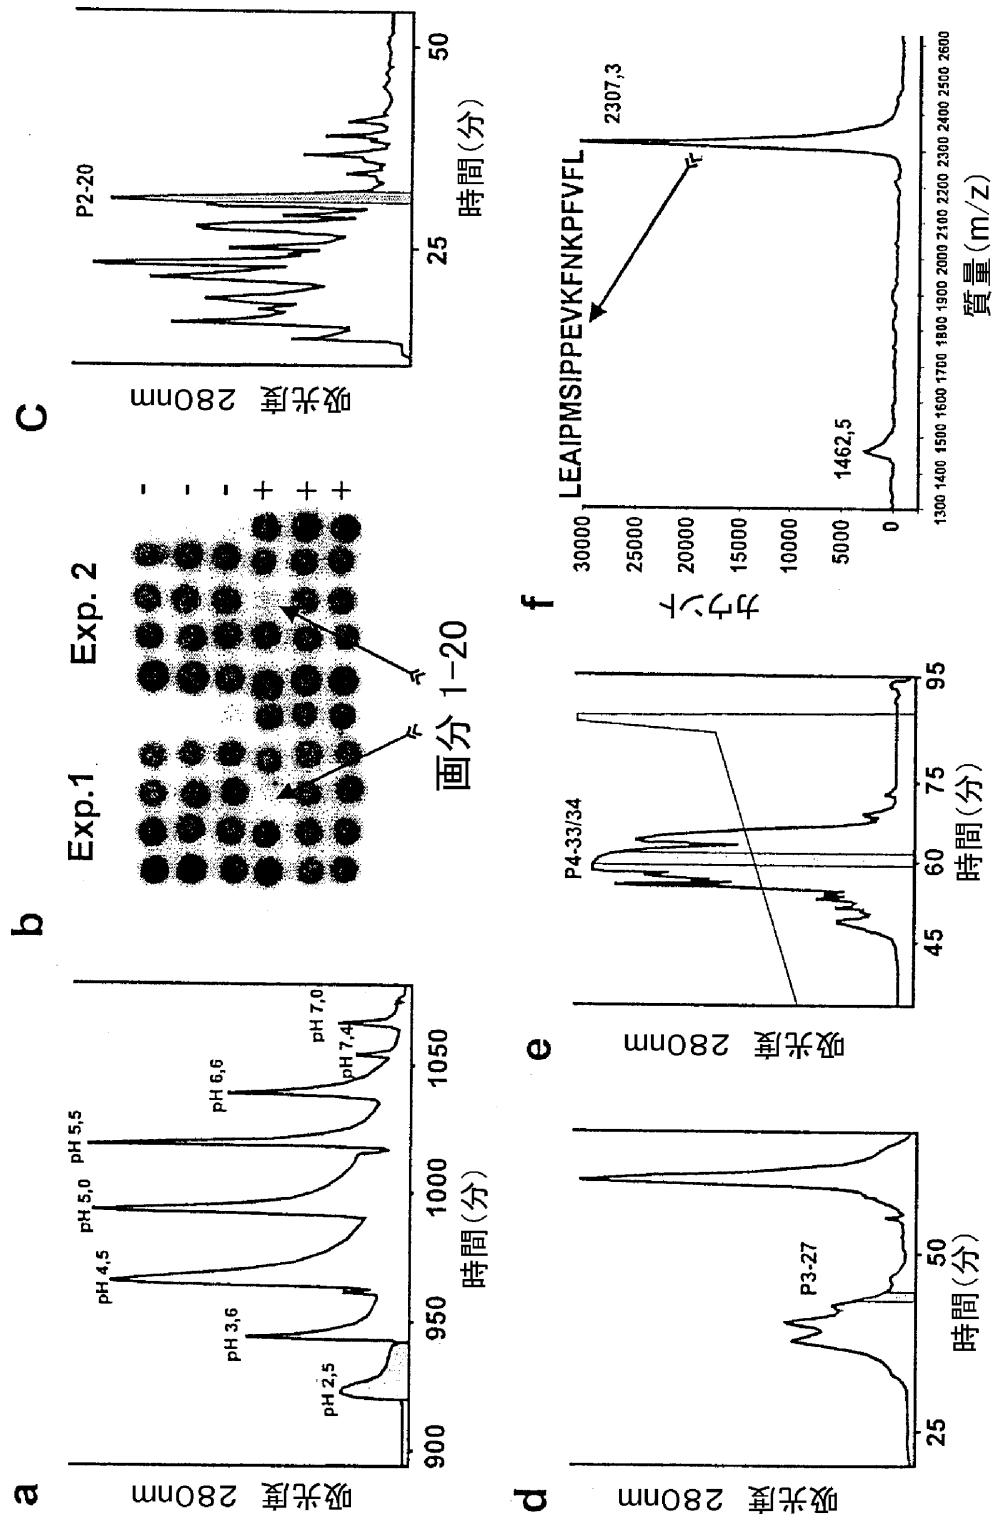 a
吸光度 280nm
pH 2,5
pH 3,6
pH 4,5
pH 5,0
pH 5,5
pH 6,6
pH 7,4
pH 7,0
900 950 1000 1050
時間(分)
b
Exp.1 Exp. 2
- - - + + +
画分 1-20
C
吸光度 280nm
P2-20
25 50
時間(分)
d
吸光度 280nm
P3-27
25 50
時間(分)
e
吸光度 280nm
P4-33/34
45 60 75 95
時間(分)
f
カウント
30000
25000
20000
15000
10000
5000
0
LEAIPMSIPPEVKFNKPFVFL
2307,3
1462,5
1300 1400 1500 1600 1700 1800 1900 2000 2100 2200 2300 2400 2500 2600
質量(m/z)